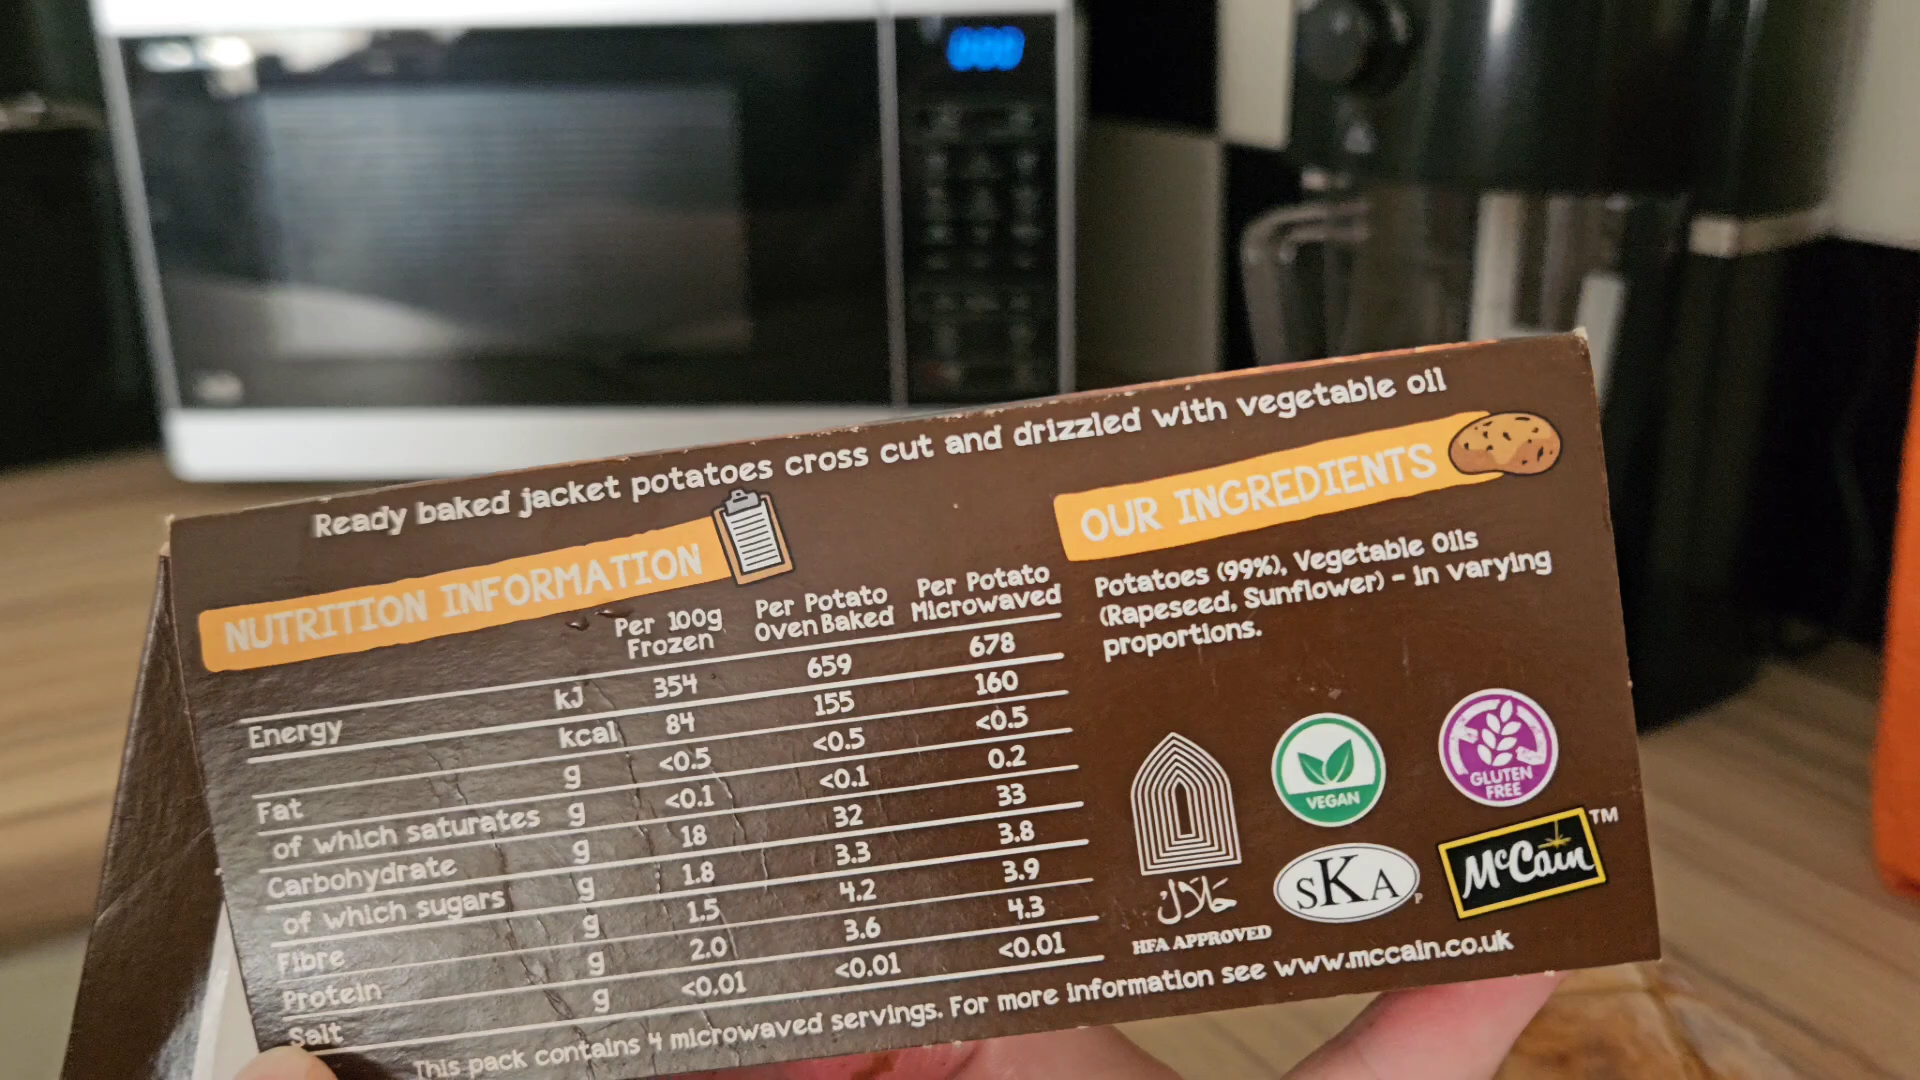 Ready baked jacket potatoes cross cut and drizzled with vegetable oil
NUTRITION INFORMATION
Per 100g Frozen
Per Potato Oven Baked
Per Potato Microwaved
Energy kJ 354 659 678
kcal 84 155 160
Fat g <0.5 <0.5 <0.5
of which saturates g <0.1 <0.1 0.2
Carbohydrate g 18 32 33
of which sugars g 1.8 3.3 3.8
Fibre g 1.5 4.2 3.9
Protein g 2.0 3.6 4.3
Salt g <0.01 <0.01 <0.01
This pack contains 4 microwaved servings. For more information see www.mccain.co.uk
OUR INGREDIENTS
Potatoes (99%), Vegetable Oils
(Rapeseed, Sunflower) - in varying
proportions.
حلال
HFA APPROVED
VEGAN
GLUTEN
FREE
SKA
P
McCain™